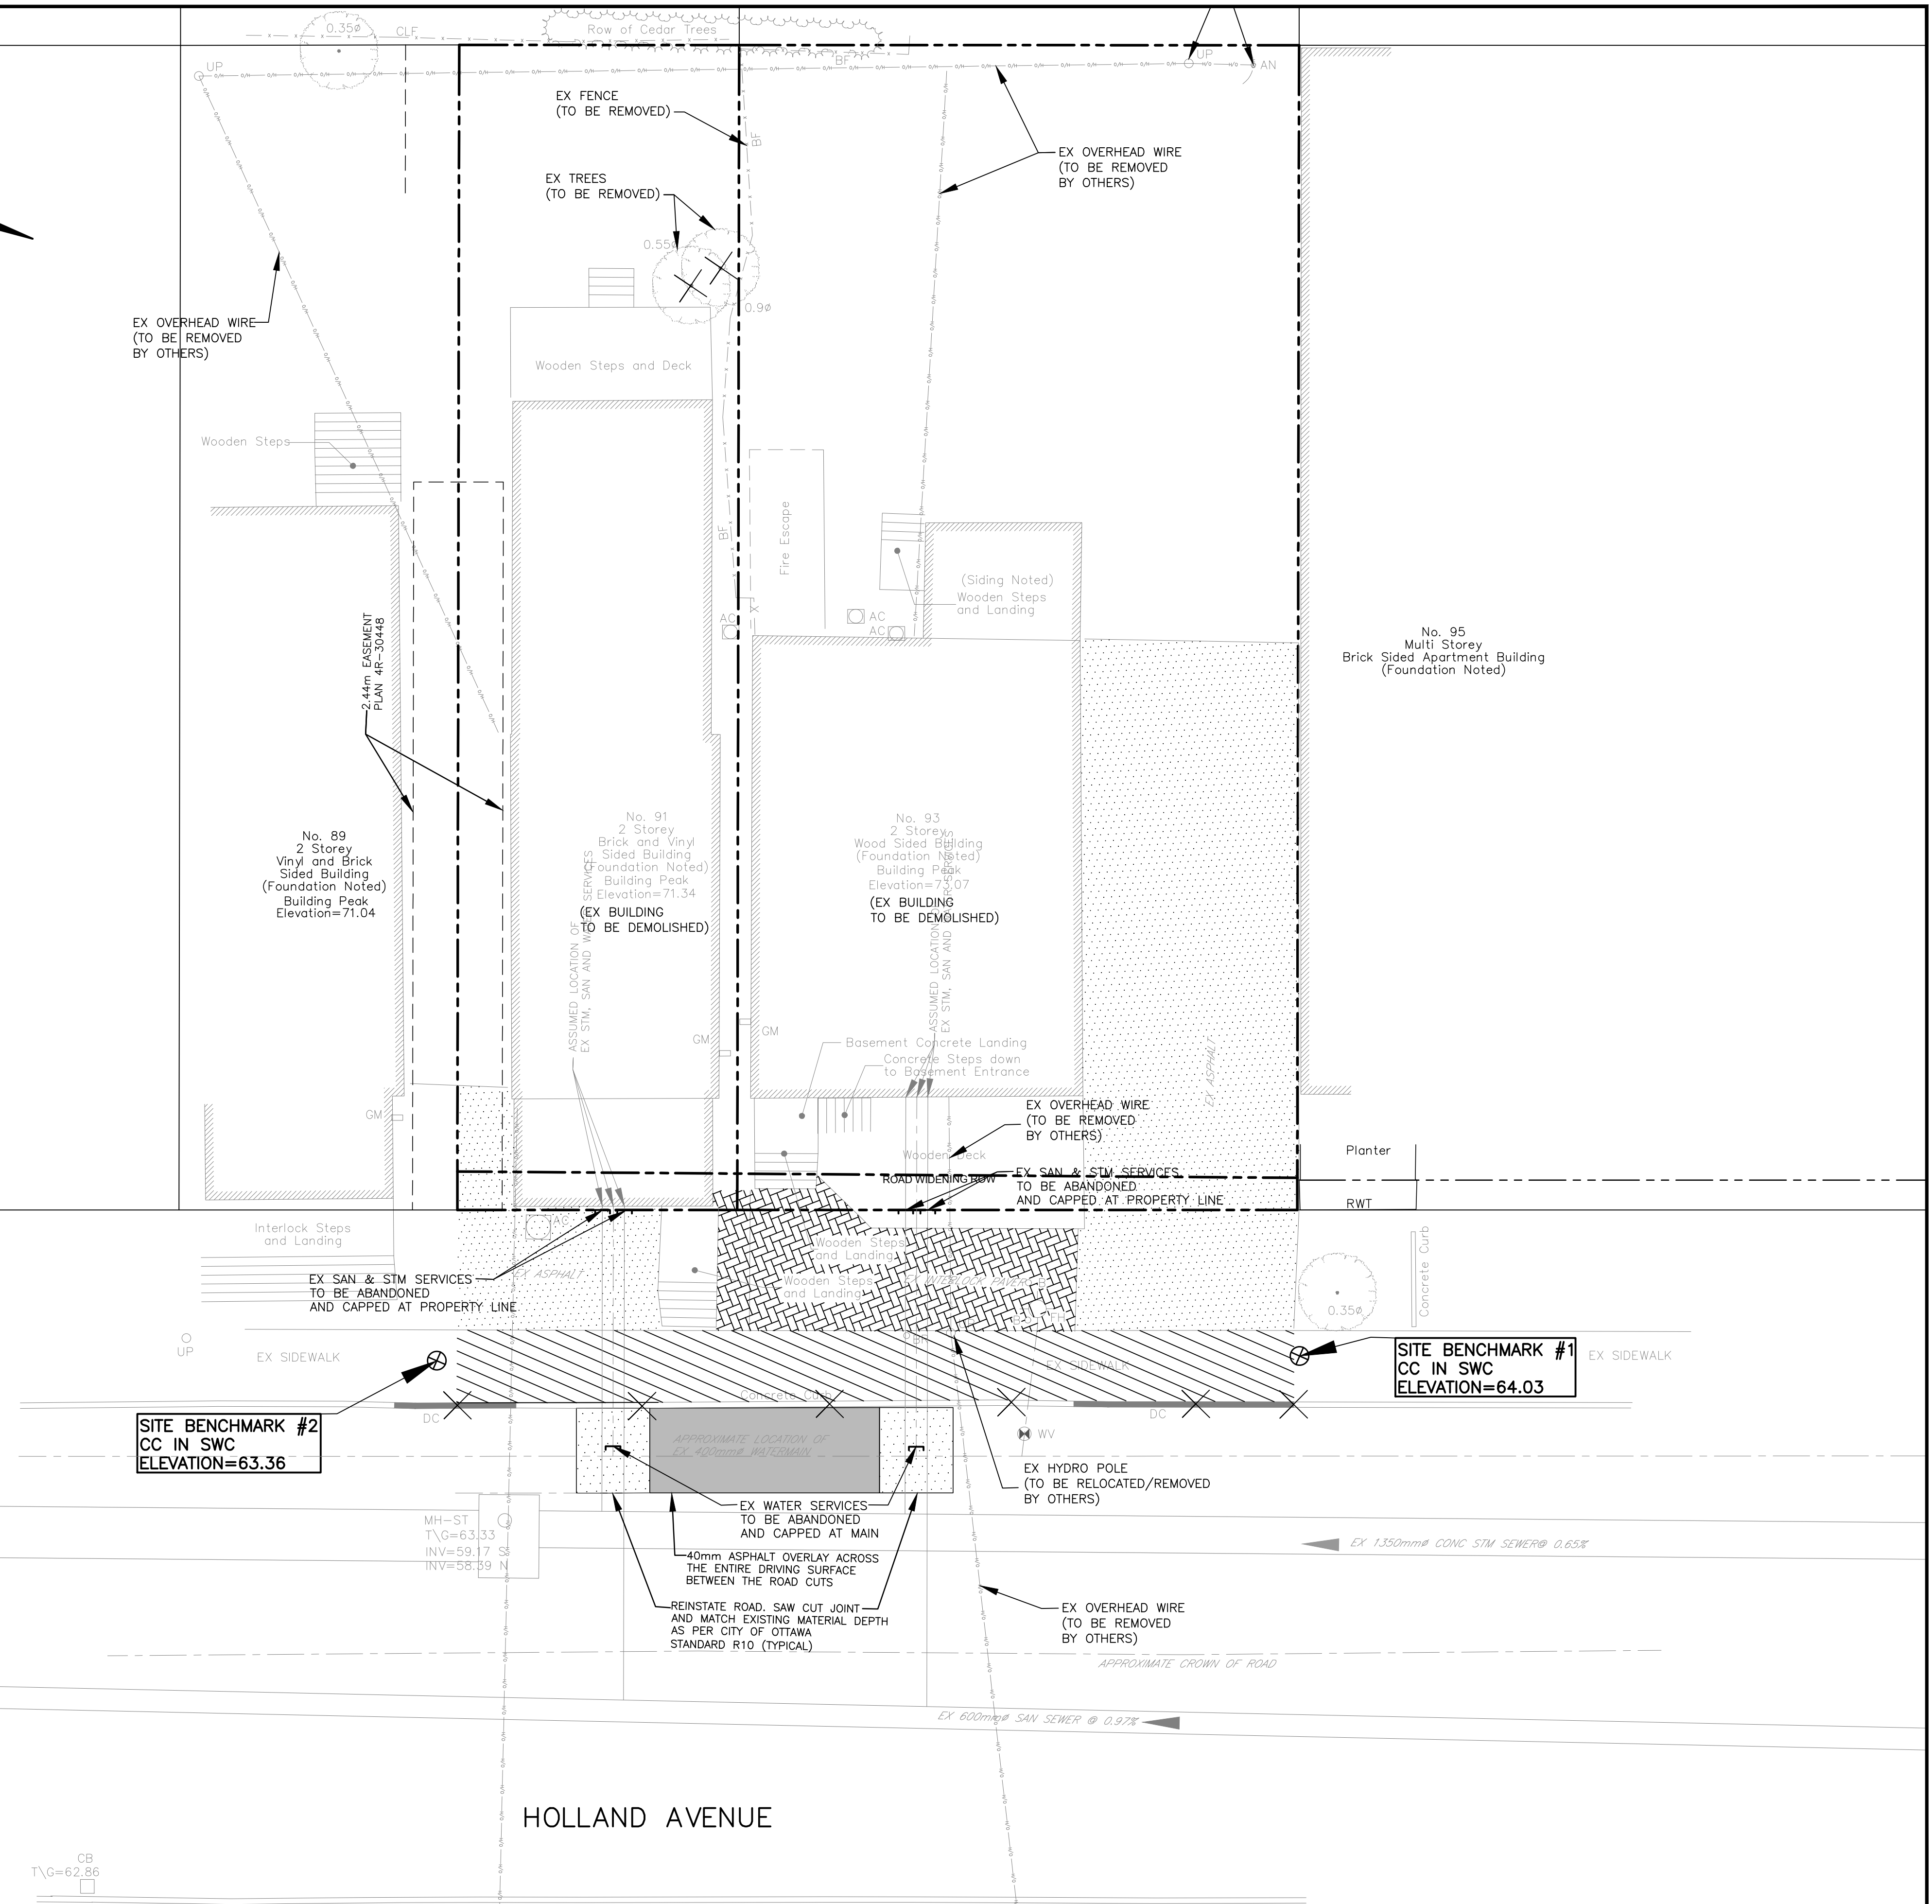 0.35ø
CLF
Row of Cedar Trees
BF
UP
UP
AN
EX FENCE
(TO BE REMOVED)
BF
EX OVERHEAD WIRE
(TO BE REMOVED
BY OTHERS)
EX TREES
(TO BE REMOVED)
0.55ø
0.9ø
EX OVERHEAD WIRE
(TO BE REMOVED
BY OTHERS)
Wooden Steps and Deck
Wooden Steps
BF
Fire Escape
(Siding Noted)
Wooden Steps
and Landing
AC
AC
AC
2.44m EASEMENT
PLAN 4R-30448
No. 95
Multi Storey
Brick Sided Apartment Building
(Foundation Noted)
No. 89
2 Storey
Vinyl and Brick
Sided Building
(Foundation Noted)
Building Peak
Elevation=71.04
No. 91
2 Storey
Brick and Vinyl
Sided Building
(Foundation Noted)
Building Peak
Elevation=71.34
(EX BUILDING
TO BE DEMOLISHED)
No. 93
2 Storey
Wood Sided Building
(Foundation Noted)
Building Peak
Elevation=73.07
(EX BUILDING
TO BE DEMOLISHED)
ASSUMED LOCATION OF
EX STM, SAN AND WATER SERVICES
ASSUMED LOCATION OF
EX STM, SAN AND WATER SERVICES
GM
GM
GM
Basement Concrete Landing
Concrete Steps down
to Basement Entrance
EX ASPHALT
EX OVERHEAD WIRE
(TO BE REMOVED
BY OTHERS)
Wooden Deck
ROAD WIDENING ROW
EX SAN & STM SERVICES
TO BE ABANDONED
AND CAPPED AT PROPERTY LINE
Planter
RWT
Interlock Steps
and Landing
AC
EX ASPHALT
EX SAN & STM SERVICES
TO BE ABANDONED
AND CAPPED AT PROPERTY LINE
Wooden Steps
and Landing
Wooden Steps
and Landing
EX INTERLOCK PAVERS
Concrete Curb
0.35ø
UP
EX SIDEWALK
EX SIDEWALK
EX SIDEWALK
SITE BENCHMARK #1
CC IN SWC
ELEVATION=64.03
SITE BENCHMARK #2
CC IN SWC
ELEVATION=63.36
Concrete Curb
DC
DC
WV
APPROXIMATE LOCATION OF
EX 400mmø WATERMAIN
EX HYDRO POLE
(TO BE RELOCATED/REMOVED
BY OTHERS)
EX WATER SERVICES
TO BE ABANDONED
AND CAPPED AT MAIN
MH-ST
T\G=63.33
INV=59.17 S
INV=58.39 N
EX 1350mmø CONC STM SEWER@ 0.65%
40mm ASPHALT OVERLAY ACROSS
THE ENTIRE DRIVING SURFACE
BETWEEN THE ROAD CUTS
REINSTATE ROAD. SAW CUT JOINT
AND MATCH EXISTING MATERIAL DEPTH
AS PER CITY OF OTTAWA
STANDARD R10 (TYPICAL)
EX OVERHEAD WIRE
(TO BE REMOVED
BY OTHERS)
APPROXIMATE CROWN OF ROAD
EX 600mmø SAN SEWER @ 0.97%
HOLLAND AVENUE
CB
T\G=62.86